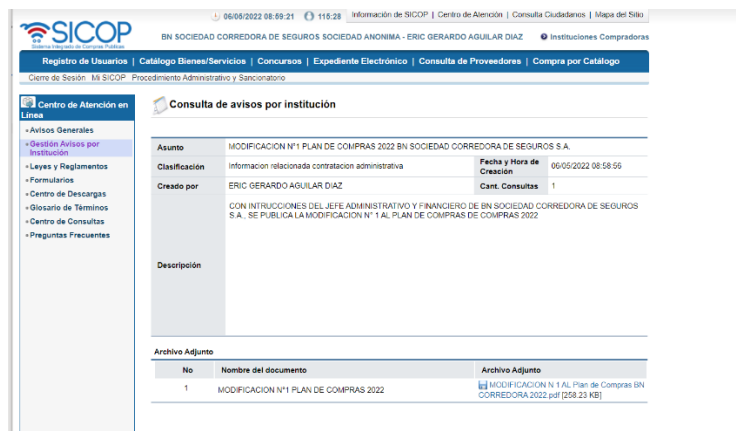 06/05/2022 08:59:21 115:28 Información de SICOP | Centro de Atención | Consulta Ciudadanos | Mapa del Sitio
SICOP
Sistema Integrado de Compras Públicas
BN SOCIEDAD CORREDORA DE SEGUROS SOCIEDAD ANONIMA - ERIC GERARDO AGUILAR DIAZ Instituciones Compradoras
Registro de Usuarios | Catálogo Bienes/Servicios | Concursos | Expediente Electrónico | Consulta de Proveedores | Compra por Catálogo
Cierre de Sesión Mi SICOP Procedimiento Administrativo y Sancionatorio
Centro de Atención en
Línea
Avisos Generales
Gestión Avisos por
Institución
Leyes y Reglamentos
Formularios
Centro de Descargas
Glosario de Términos
Centro de Consultas
Preguntas Frecuentes
Consulta de avisos por institución
Asunto MODIFICACION N°1 PLAN DE COMPRAS 2022 BN SOCIEDAD CORREDORA DE SEGUROS S.A.
Clasificación Informacion relacionada contratacion administrativa Fecha y Hora de
Creación 06/05/2022 08:58:56
Creado por ERIC GERARDO AGUILAR DIAZ Cant. Consultas 1
Descripción
CON INTRUCCIONES DEL JEFE ADMINISTRATIVO Y FINANCIERO DE BN SOCIEDAD CORREDORA DE SEGUROS
S.A., SE PUBLICA LA MODIFICACION N° 1 AL PLAN DE COMPRAS DE COMPRAS 2022
Archivo Adjunto
No Nombre del documento Archivo Adjunto
1 MODIFICACION N°1 PLAN DE COMPRAS 2022 MODIFICACION N 1 AL Plan de Compras BN
CORREDORA 2022.pdf [258.23 KB]